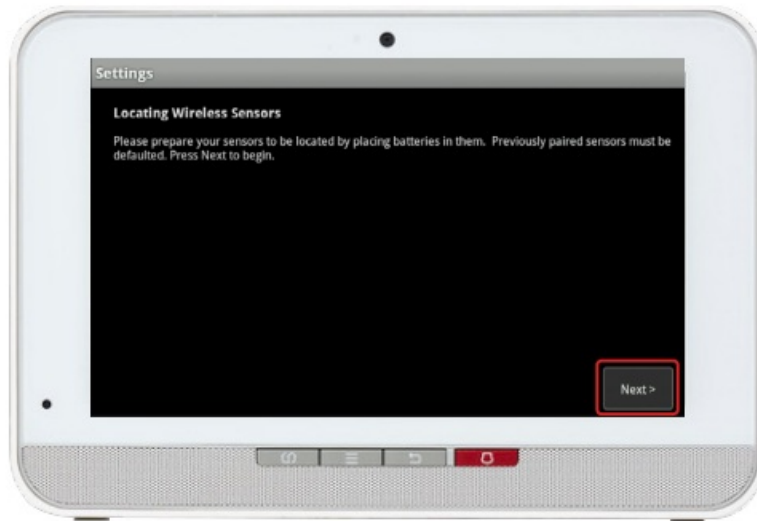 Settings
Locating Wireless Sensors
Please prepare your sensors to be located by placing batteries in them. Previously paired sensors must be
defaulted. Press Next to begin.
Next >